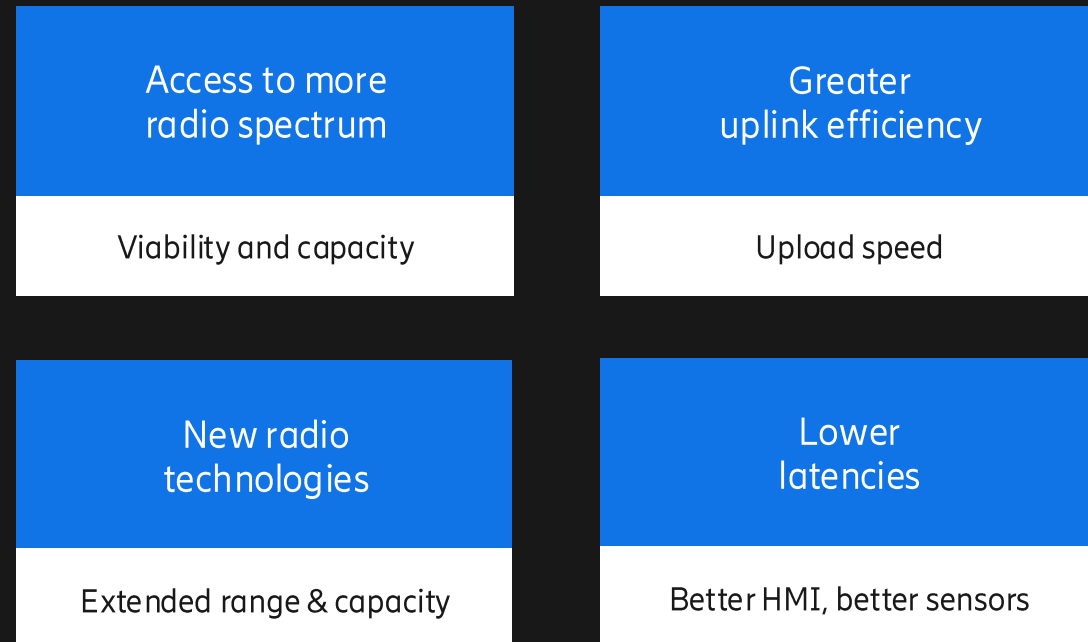 Access to more
radio spectrum
Viability and capacity
Greater
uplink efficiency
Upload speed
New radio
technologies
Extended range & capacity
Lower
latencies
Better HMI, better sensors